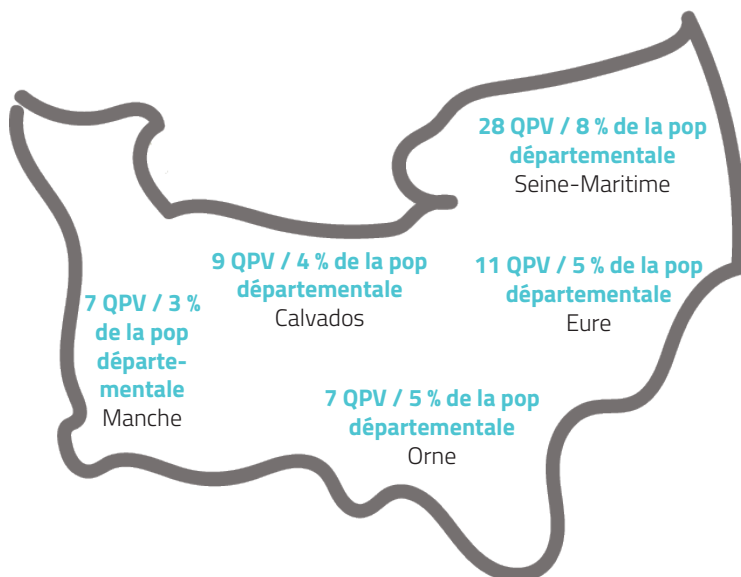 28 QPV / 8 % de la pop
départementale
Seine-Maritime
9 QPV / 4 % de la pop
départementale
Calvados
11 QPV / 5 % de la pop
départementale
Eure
7 QPV / 3 %
de la pop
départe-
mentale
Manche
7 QPV / 5 % de la pop
départementale
Orne